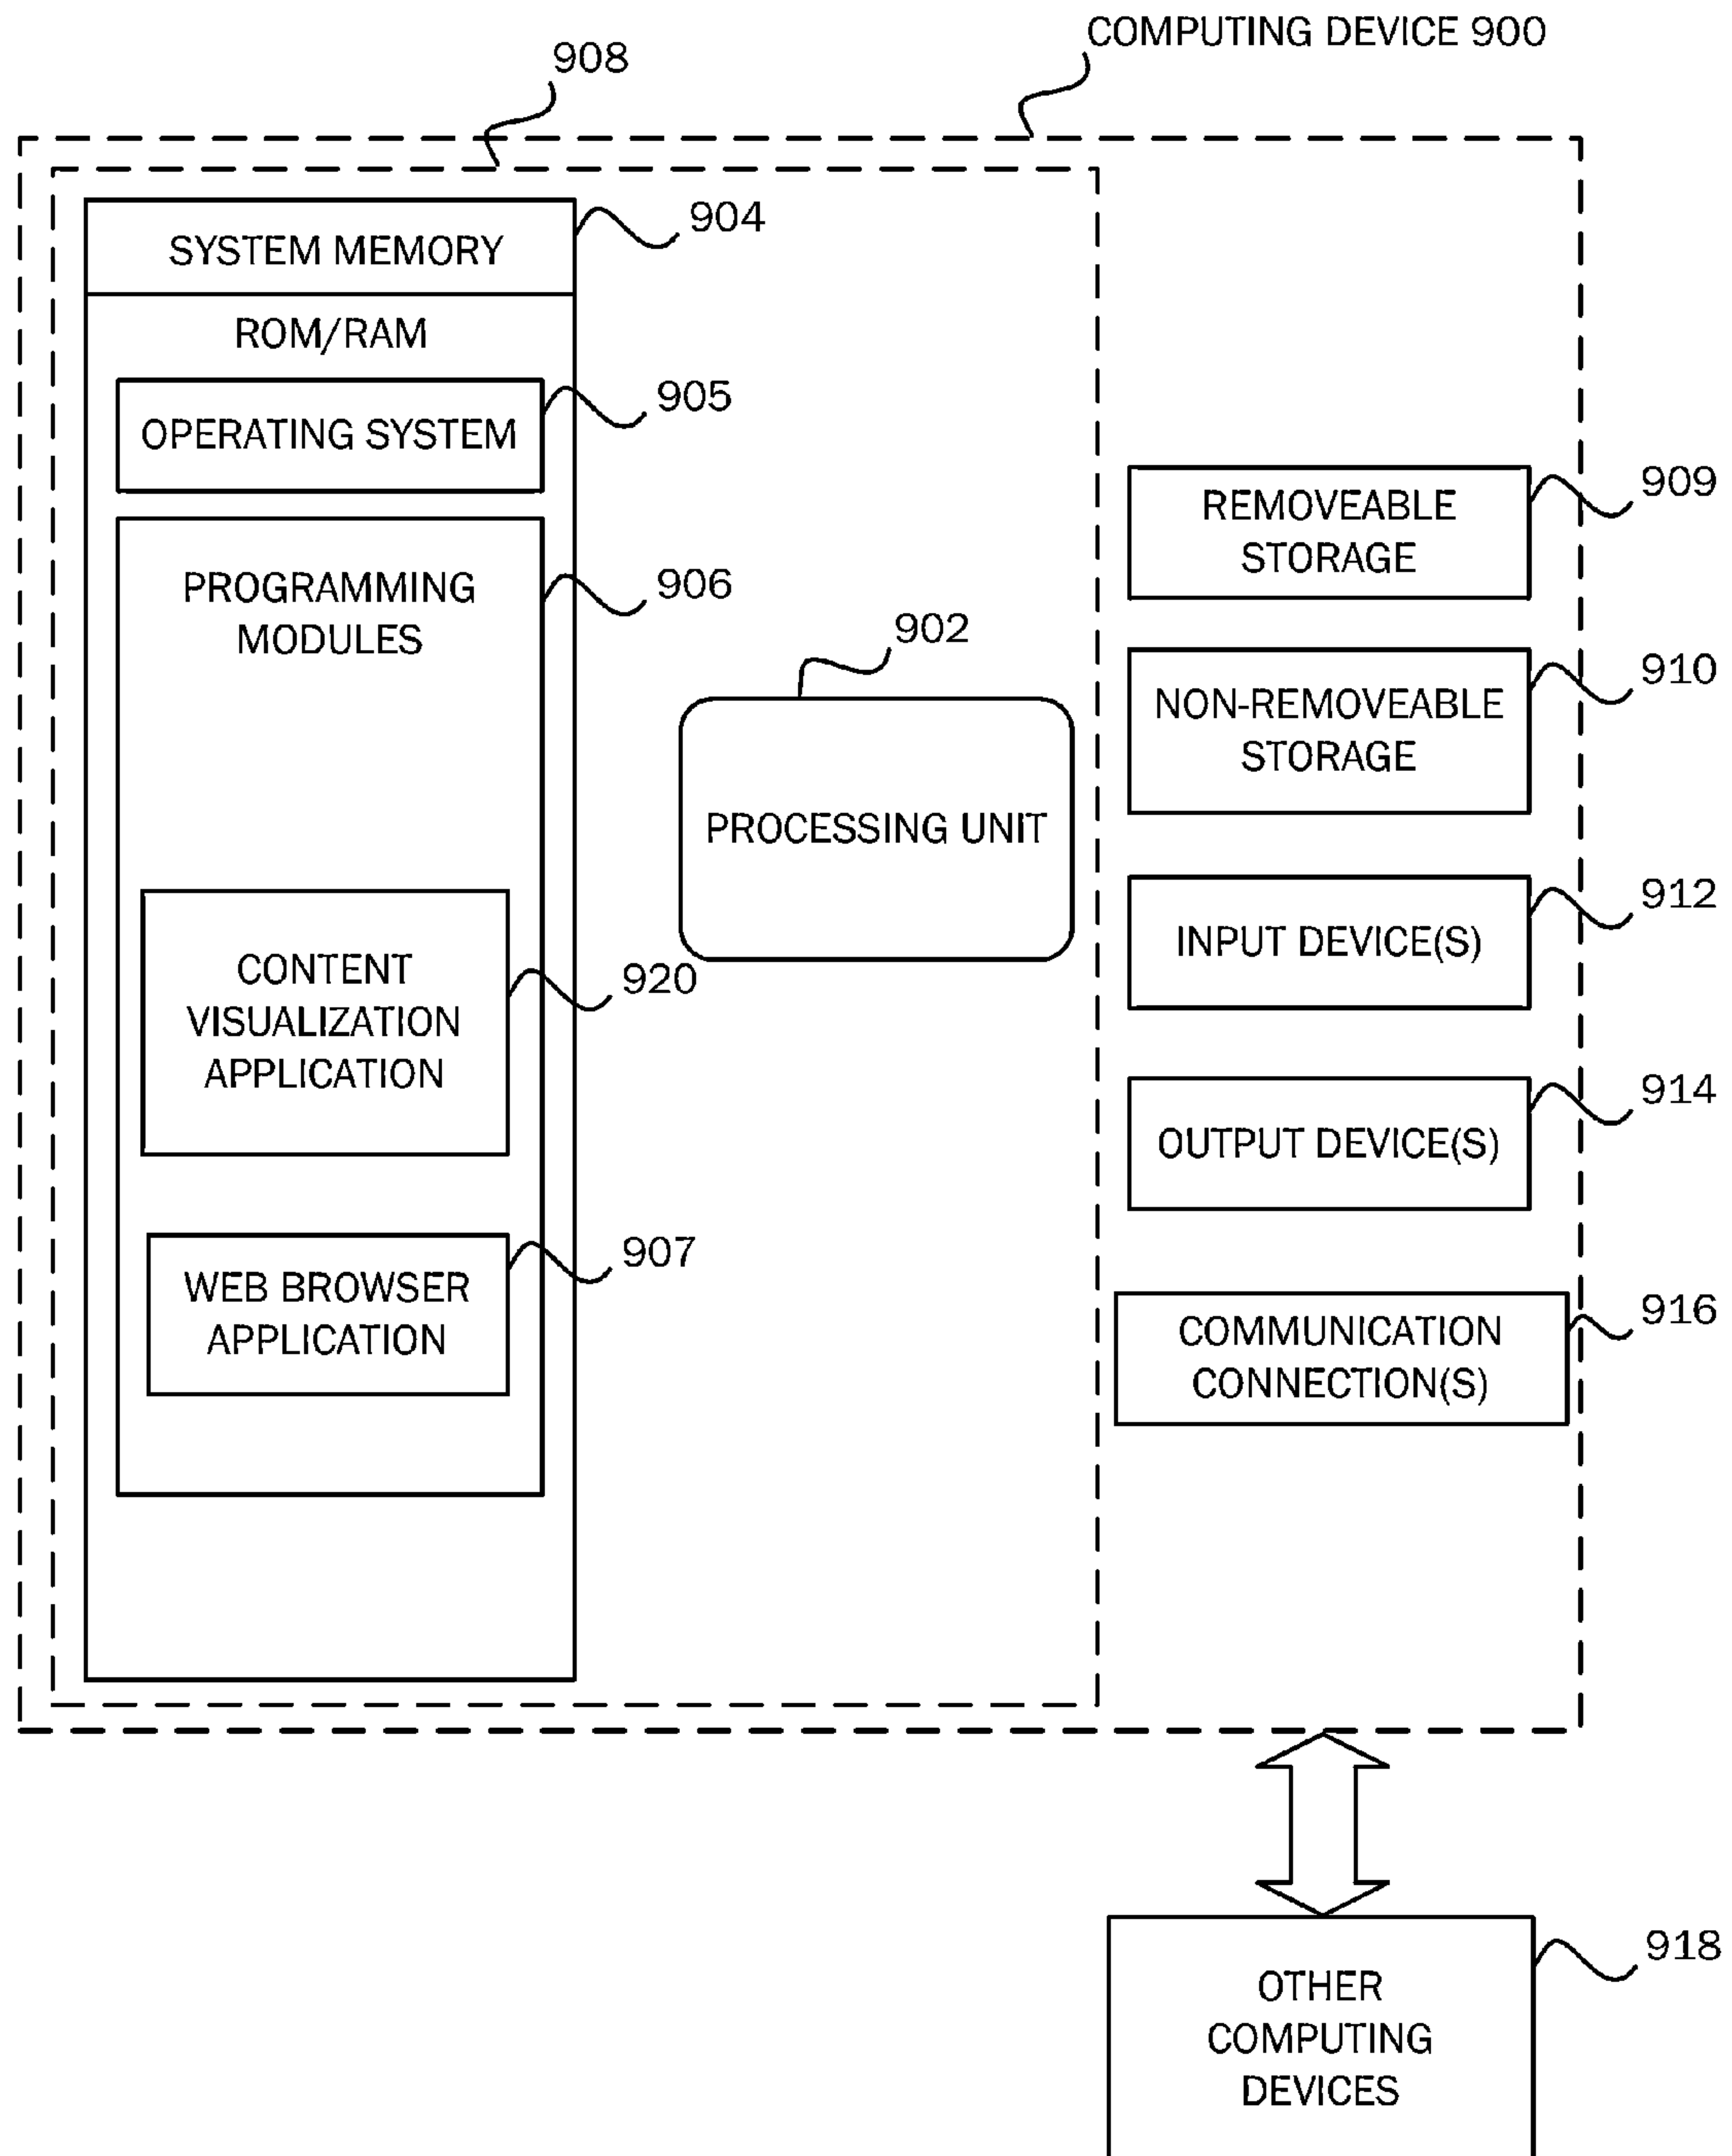 COMPUTING DEVICE 900
908
SYSTEM MEMORY
904
ROM/RAM
OPERATING SYSTEM
905
PROGRAMMING
MODULES
906
CONTENT
VISUALIZATION
APPLICATION
920
WEB BROWSER
APPLICATION
907
902
PROCESSING UNIT
REMOVEABLE
STORAGE
909
NON-REMOVEABLE
STORAGE
910
INPUT DEVICE(S)
912
OUTPUT DEVICE(S)
914
COMMUNICATION
CONNECTION(S)
916
OTHER
COMPUTING
DEVICES
918